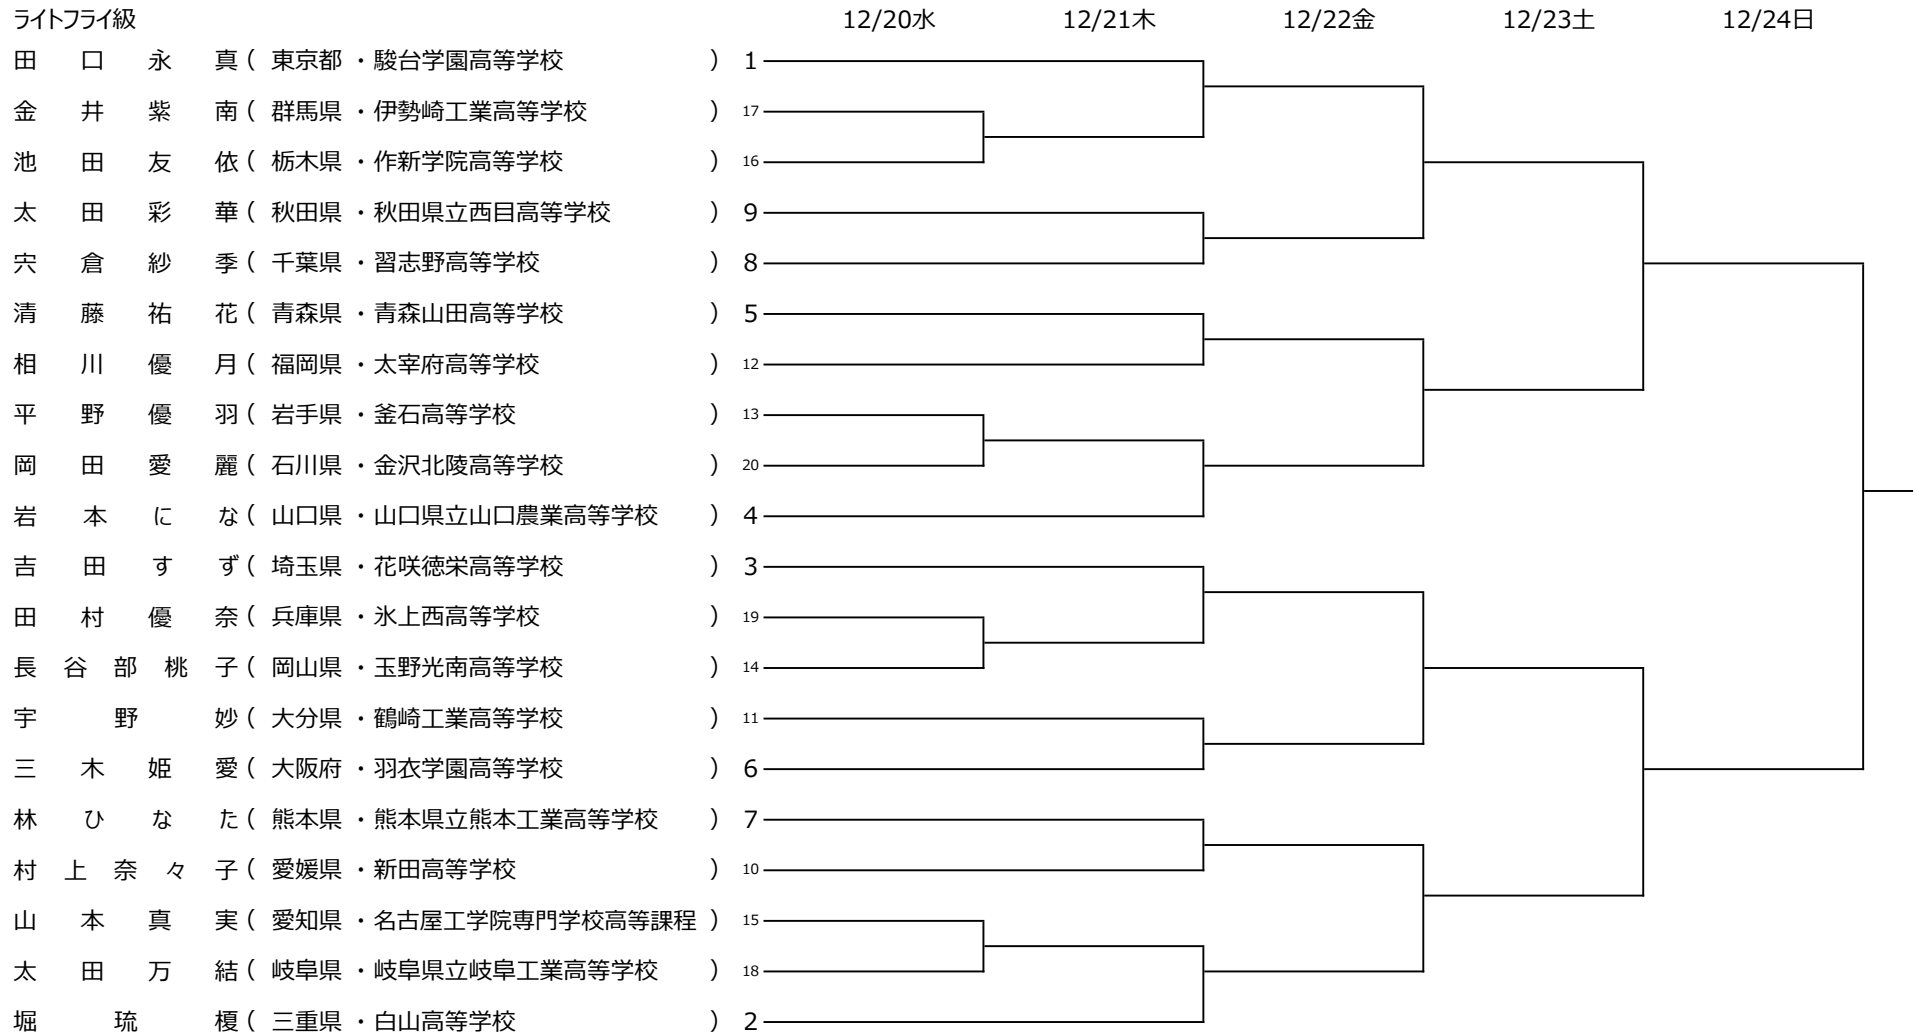 ライトフライ級 12/20水 12/21木 12/22金 12/23土 12/24日
田口永真( 東京都 ・駿台学園高等学校 ) 1
金井紫南( 群馬県 ・伊勢崎工業高等学校 ) 17
池田友依( 栃木県 ・作新学院高等学校 ) 16
太田彩華( 秋田県 ・秋田県立西目高等学校 ) 9
宍倉紗季( 千葉県 ・習志野高等学校 ) 8
清藤祐花( 青森県 ・青森山田高等学校 ) 5
相川優月( 福岡県 ・太宰府高等学校 ) 12
平野優羽( 岩手県 ・釜石高等学校 ) 13
岡田愛麗( 石川県 ・金沢北陵高等学校 ) 20
岩本にな( 山口県 ・山口県立山口農業高等学校 ) 4
吉田すず( 埼玉県 ・花咲徳栄高等学校 ) 3
田村優奈( 兵庫県 ・氷上西高等学校 ) 19
長谷部桃子( 岡山県 ・玉野光南高等学校 ) 14
宇野妙( 大分県 ・鶴崎工業高等学校 ) 11
三木姫愛( 大阪府 ・羽衣学園高等学校 ) 6
林ひなた( 熊本県 ・熊本県立熊本工業高等学校 ) 7
村上奈々子( 愛媛県 ・新田高等学校 ) 10
山本真実( 愛知県 ・名古屋工学院専門学校高等課程 ) 15
太田万結( 岐阜県 ・岐阜県立岐阜工業高等学校 ) 18
堀琉榎( 三重県 ・白山高等学校 ) 2